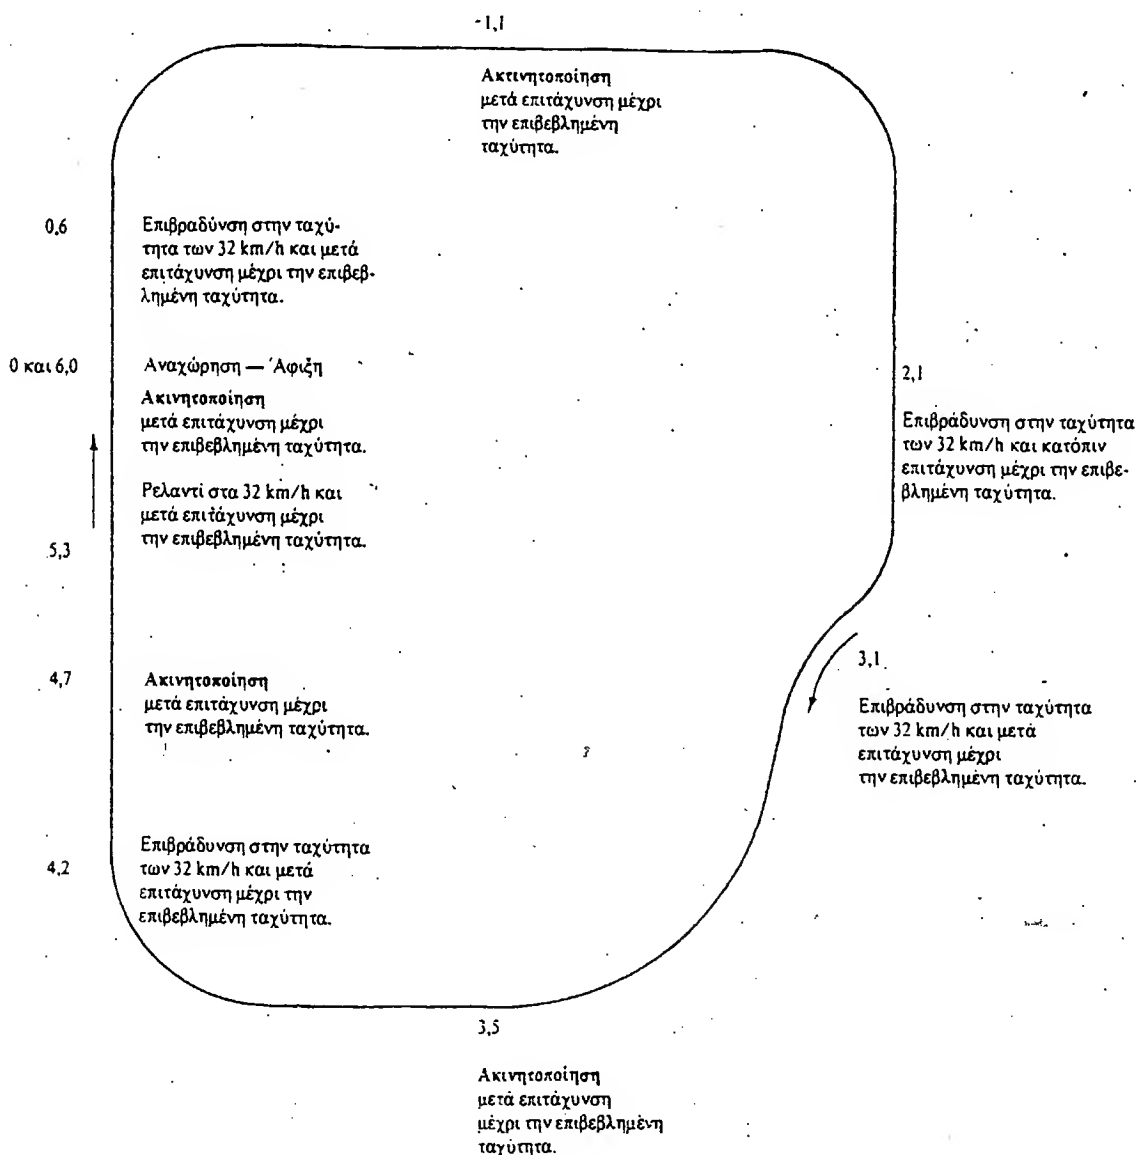 -1,1
Ακτινητοποίηση
μετά επιτάχυνση μέχρι
την επιβεβλημένη
ταχύτητα.
0,6
Επιβραδύνση στην ταχύ-
τητα των 32 km/h και μετά
επιτάχυνση μέχρι την επιβεβ-
λημένη ταχύτητα.
0 και 6,0
Αναχώρηση — Άφιξη
Ακινητοποίηση
μετά επιτάχυνση μέχρι
την επιβεβλημένη ταχύτητα.
2,1
Επιβράδυνση στην ταχύτητα
των 32 km/h και κατόπιν
επιτάχυνση μέχρι την επιβε-
βλημένη ταχύτητα.
Ρελαντί στα 32 km/h και
μετά επιτάχυνση μέχρι
την επιβεβλημένη ταχύτητα.
5,3
4,7
Ακινητοποίηση
μετά επιτάχυνση μέχρι
την επιβεβλημένη ταχύτητα.
3,1
Επιβράδυνση στην ταχύτητα
των 32 km/h και μετά
επιτάχυνση μέχρι
την επιβεβλημένη ταχύτητα.
4,2
Επιβράδυνση στην ταχύτητα
των 32 km/h και μετά
επιτάχυνση μέχρι την
επιβεβλημένη ταχύτητα.
3,5
Ακινητοποίηση
μετά επιτάχυνση
μέχρι την επιβεβλημένη
ταχύτητα.